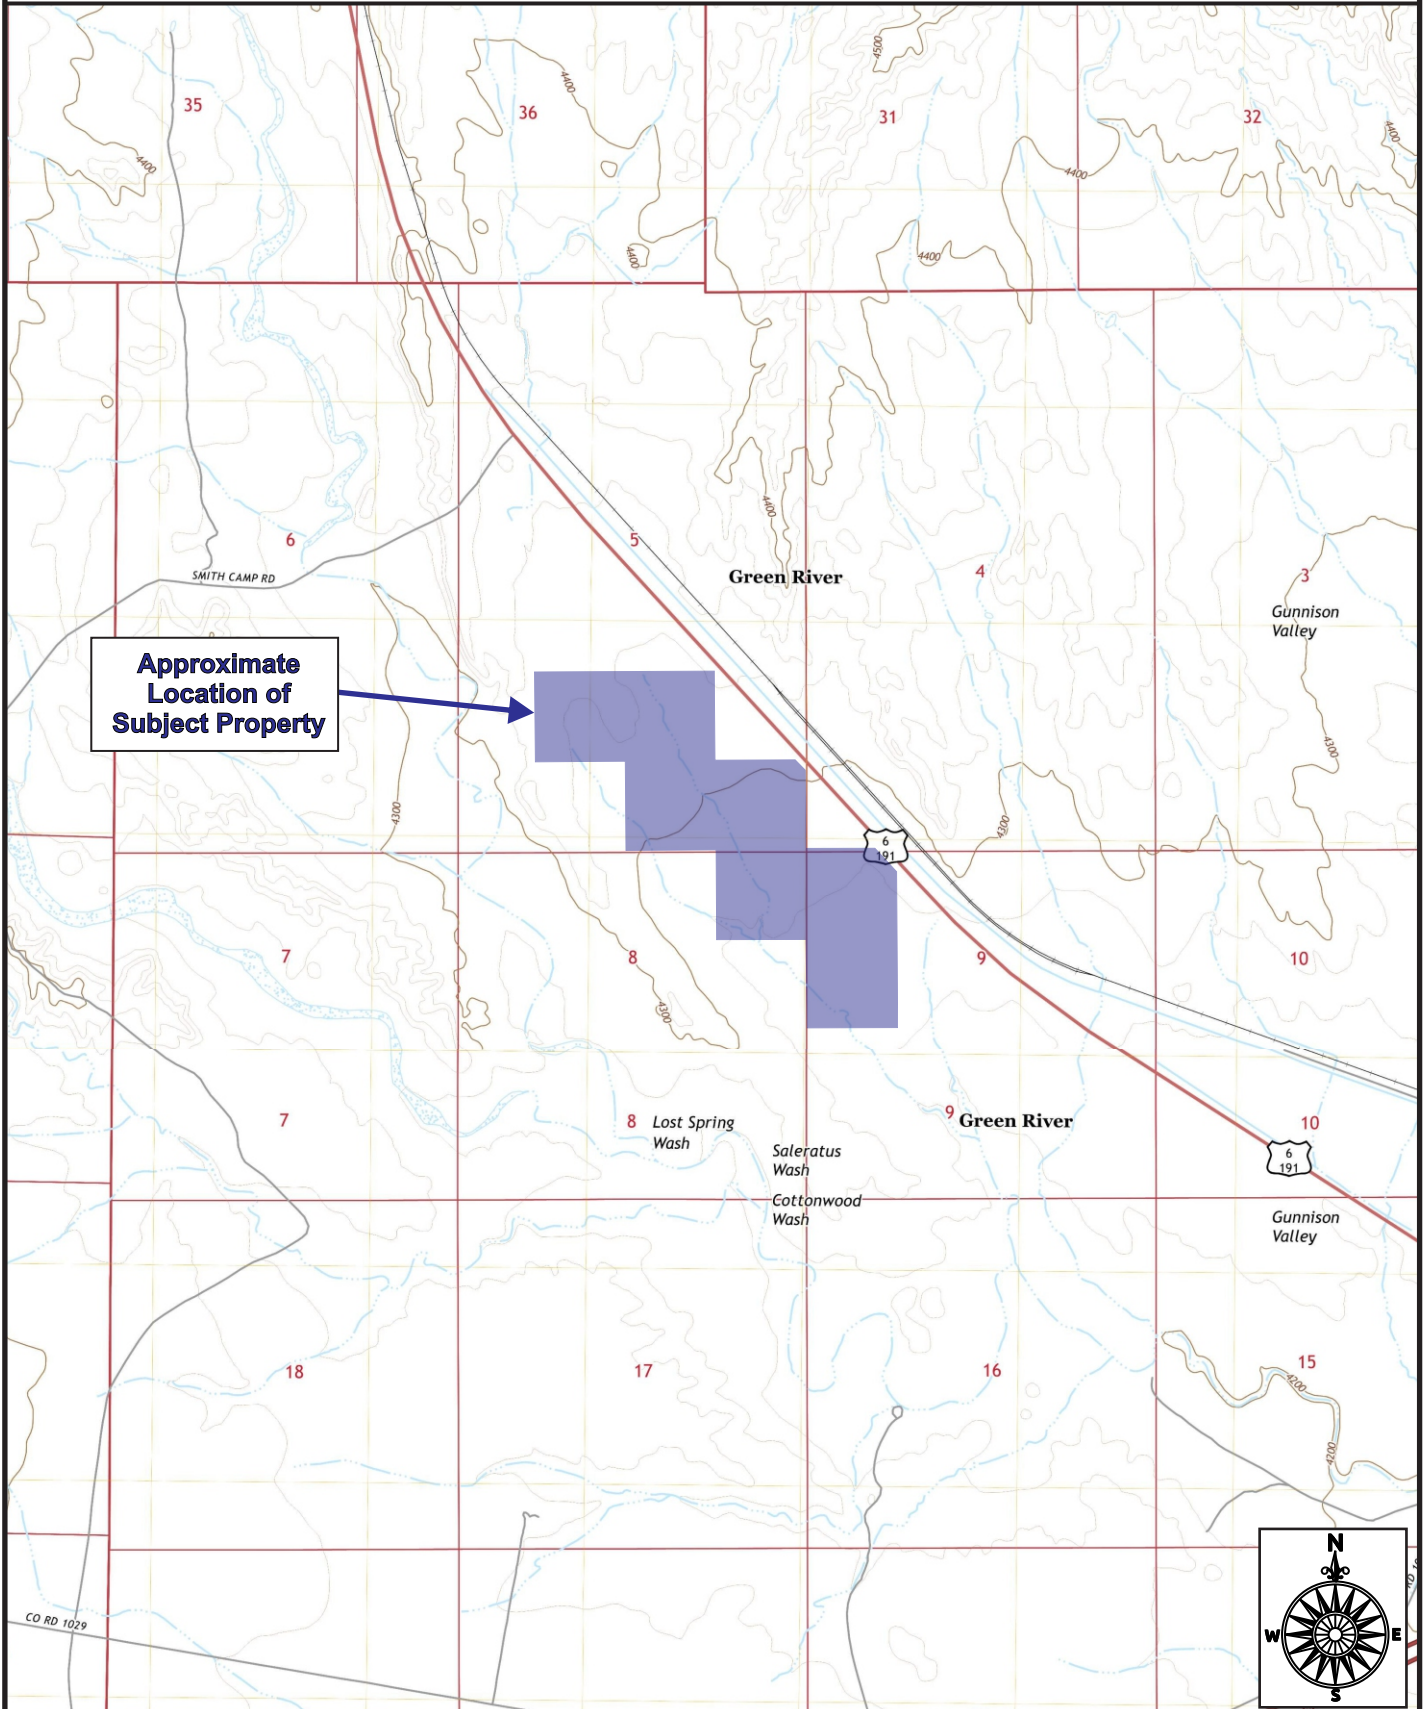 4500
35
36
31
32
4400
4400
4400
4400
4400
4400
4400
5
6
SMITH CAMP RD
Green River
4
3
Gunnison
Valley
Approximate
Location of
Subject Property
4300
4300
4300
6
191
7
8
9
10
4300
7
8
Lost Spring
Wash
9
Green River
10
Saleratus
Wash
6
191
Cottonwood
Wash
Gunnison
Valley
18
17
16
15
4200
4200
N
W
E
S
CO RD 1029